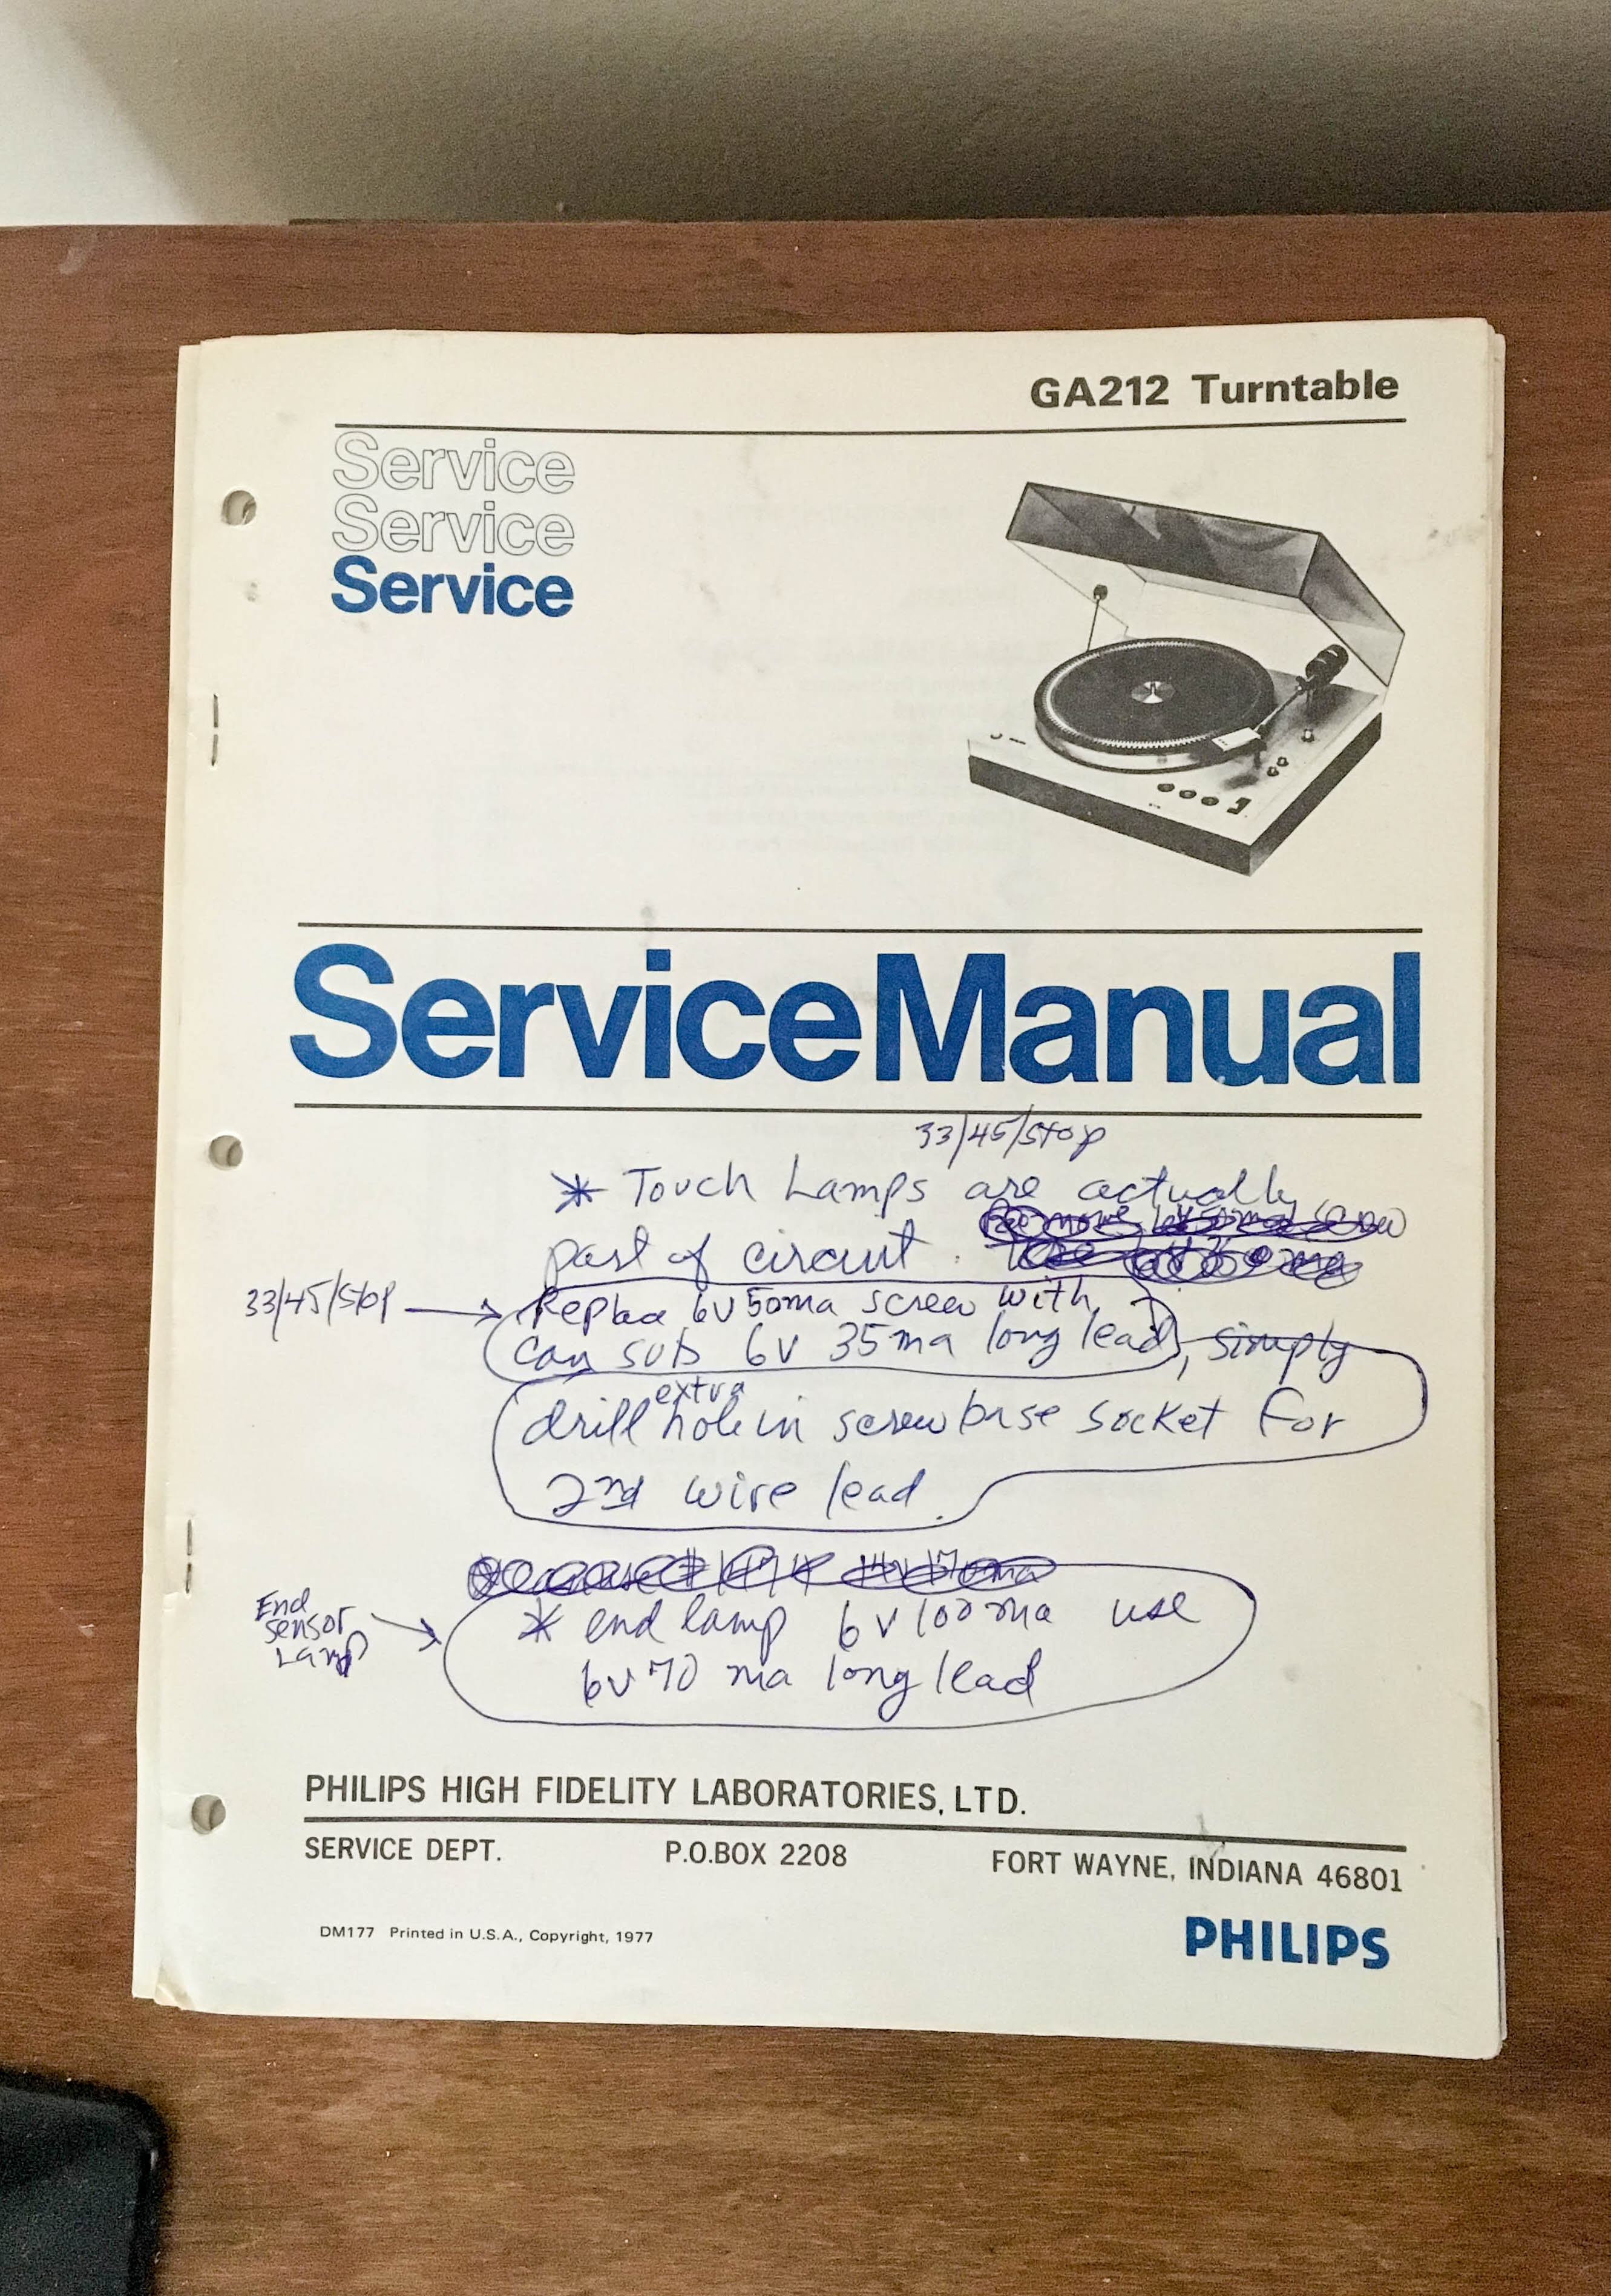 GA212 Turntable
Service
Service
Service
Service Manual
33/45/stop
* Touch Lamps are actually
part of circuit.
33/45/stop
Replace 6v 50ma screw with
can sub 6v 35ma long lead, simply
extra
drill hole in screw base socket for
2nd wire lead.
End
sensor
Lamp
* end lamp 6v 100ma use
6v 70 ma long lead
PHILIPS HIGH FIDELITY LABORATORIES, LTD.
SERVICE DEPT. P.O.BOX 2208 FORT WAYNE, INDIANA 46801
DM177 Printed in U.S.A., Copyright, 1977
PHILIPS